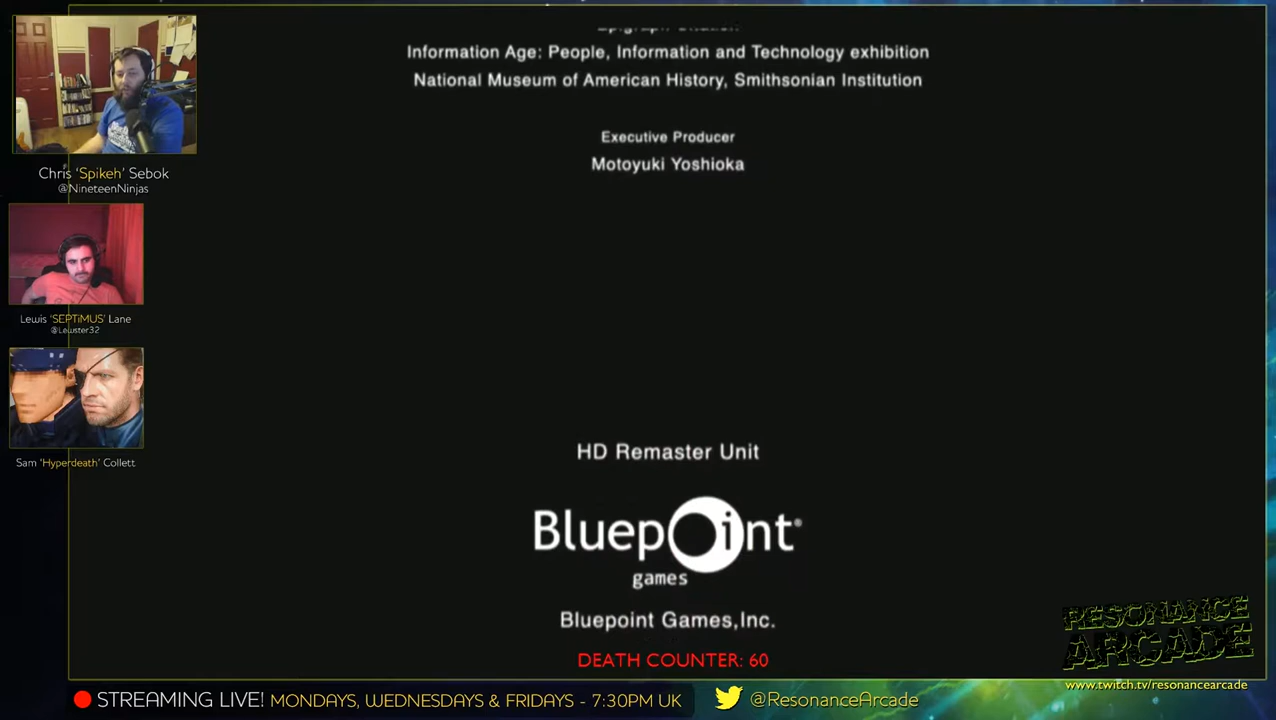 Information Age: People, Information and Technology exhibition
National Museum of American History, Smithsonian Institution
Executive Producer
Motoyuki Yoshioka
Chris 'Spikeh' Sebok
@NineteenNinjas
Lewis 'SEPTiMUS' Lane
@Lewster32
Sam 'Hyperdeath' Collett
HD Remaster Unit
Bluepoint®
games
Bluepoint Games,Inc.
DEATH COUNTER: 60
RESONANCE
ARCADE
www.twitch.tv/resonancearcade
STREAMING LIVE! MONDAYS, WEDNESDAYS & FRIDAYS - 7:30PM UK
@ResonanceArcade